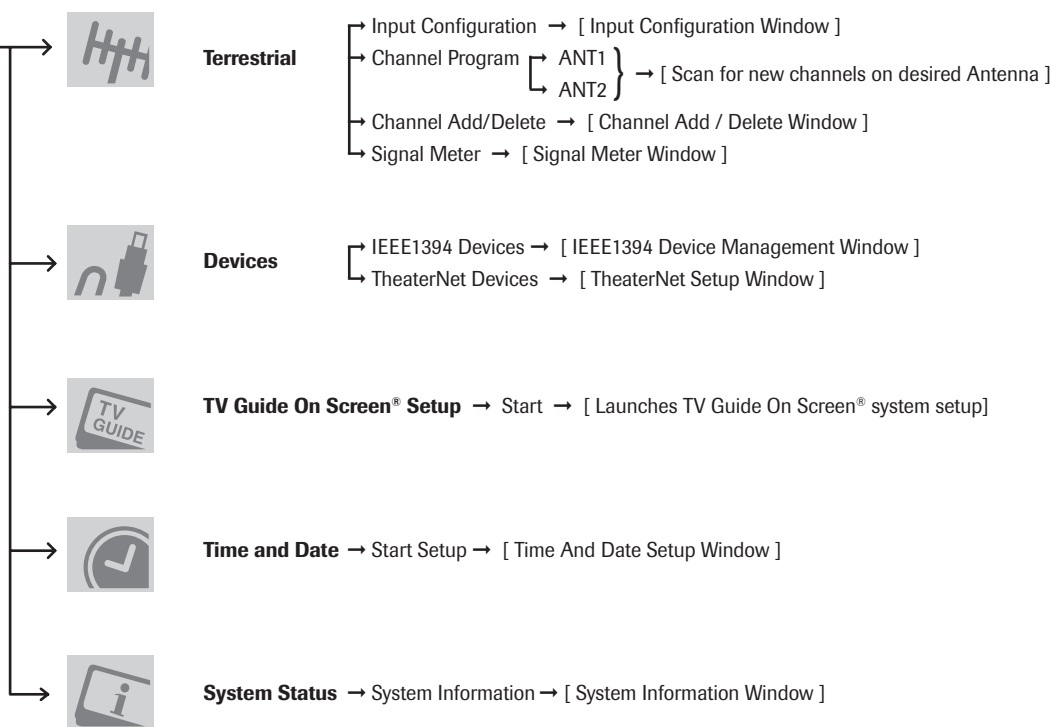 Terrestrial
Input Configuration → [ Input Configuration Window ]
Channel Program → ANT1
→ ANT2
} → [ Scan for new channels on desired Antenna ]
Channel Add/Delete → [ Channel Add / Delete Window ]
Signal Meter → [ Signal Meter Window ]
Devices
IEEE1394 Devices → [ IEEE1394 Device Management Window ]
TheaterNet Devices → [ TheaterNet Setup Window ]
TV
GUIDE
TV Guide On Screen® Setup → Start → [ Launches TV Guide On Screen® system setup]
Time and Date → Start Setup → [ Time And Date Setup Window ]
i
System Status → System Information → [ System Information Window ]